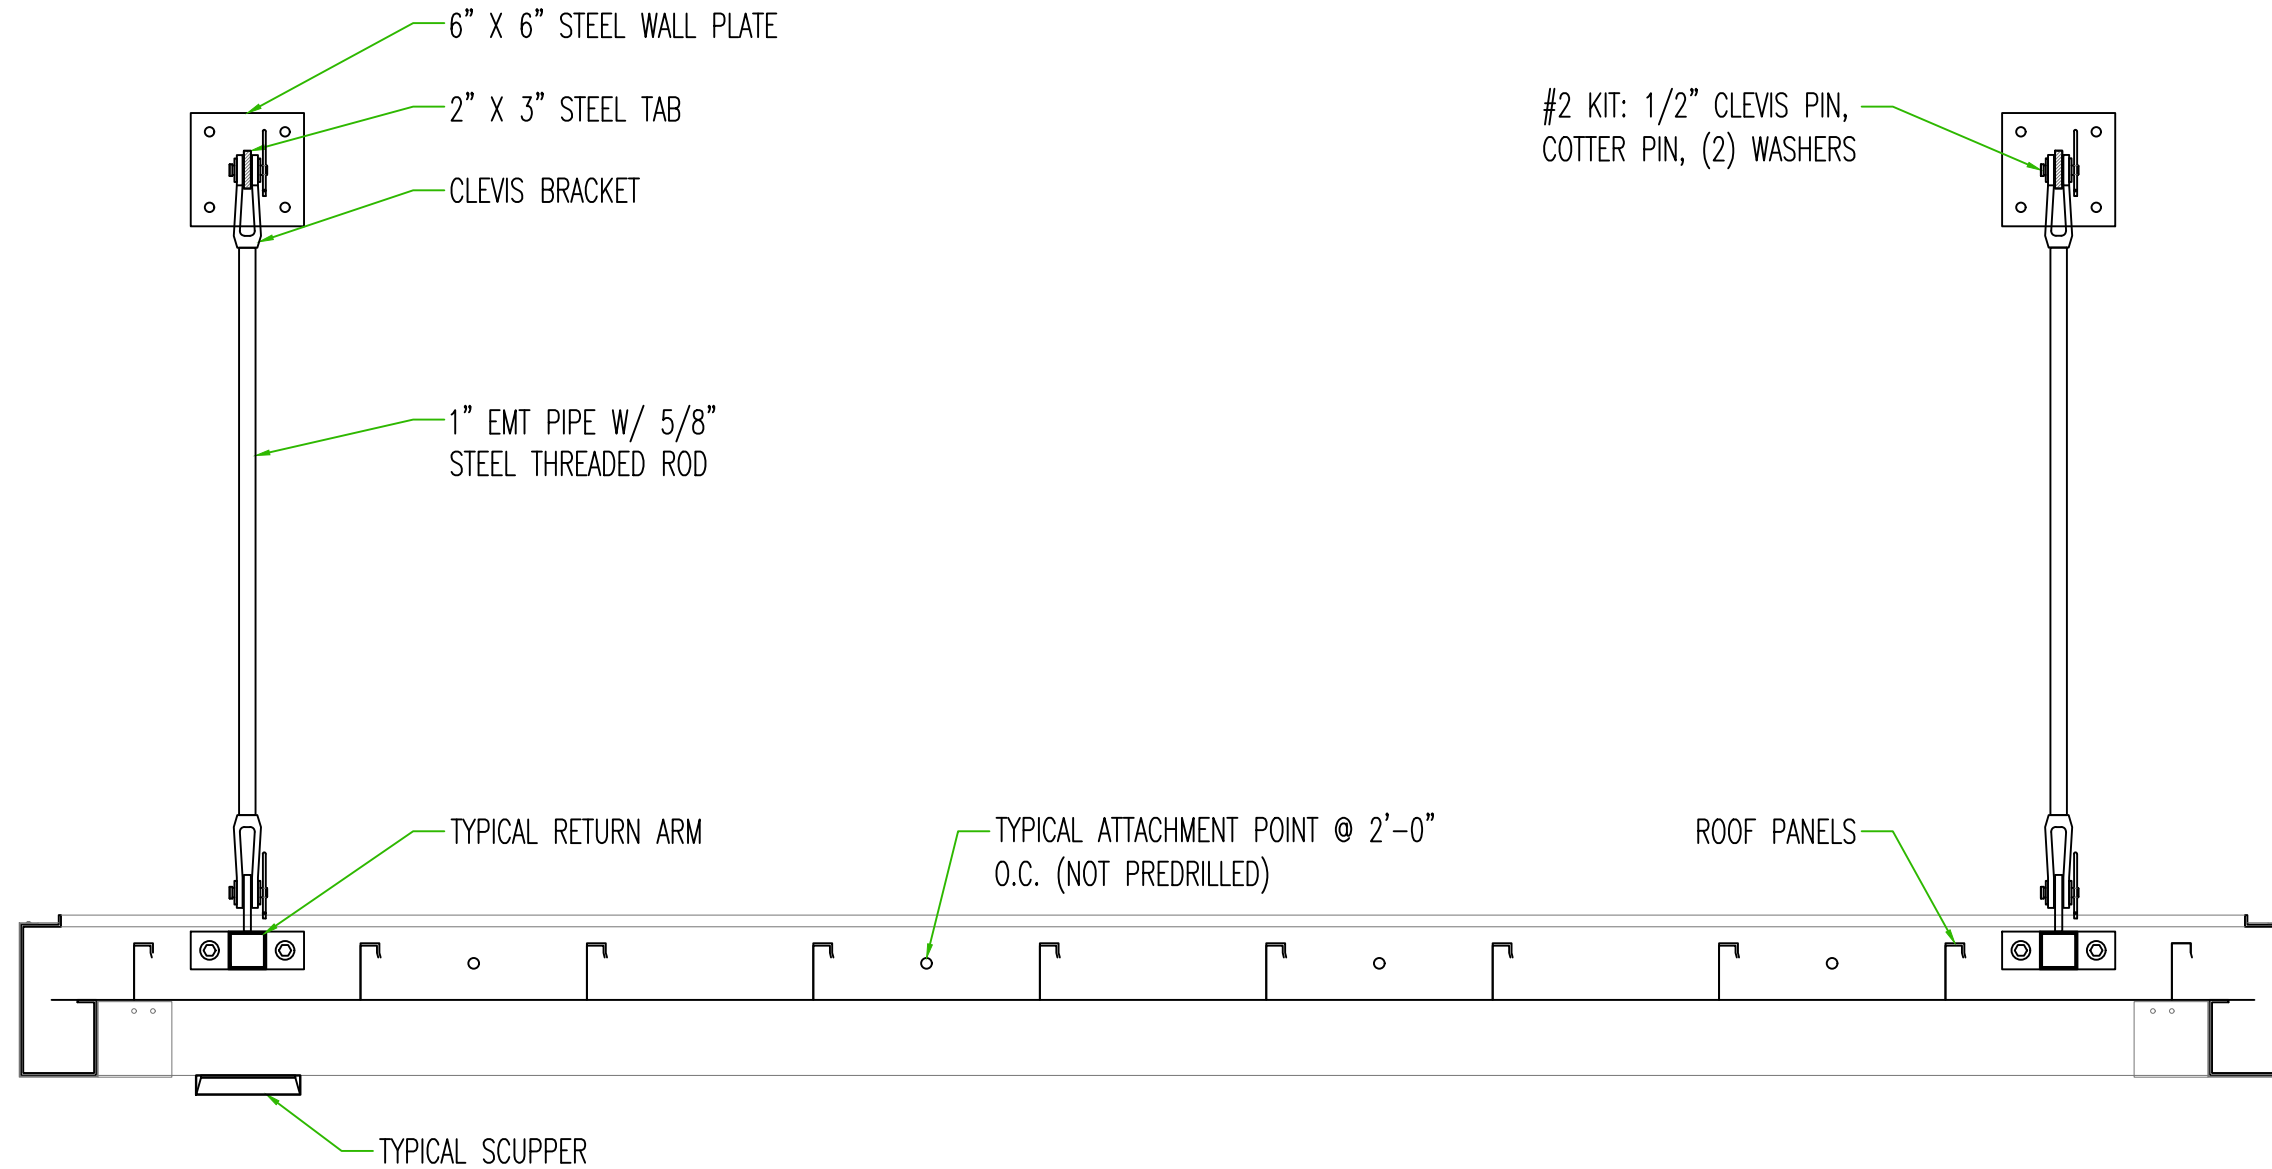 6” X 6” STEEL WALL PLATE
2” X 3” STEEL TAB
CLEVIS BRACKET
#2 KIT: 1/2” CLEVIS PIN,
COTTER PIN, (2) WASHERS
1” EMT PIPE W/ 5/8”
STEEL THREADED ROD
TYPICAL RETURN ARM
TYPICAL ATTACHMENT POINT @ 2’-0”
O.C. (NOT PREDRILLED)
ROOF PANELS
TYPICAL SCUPPER